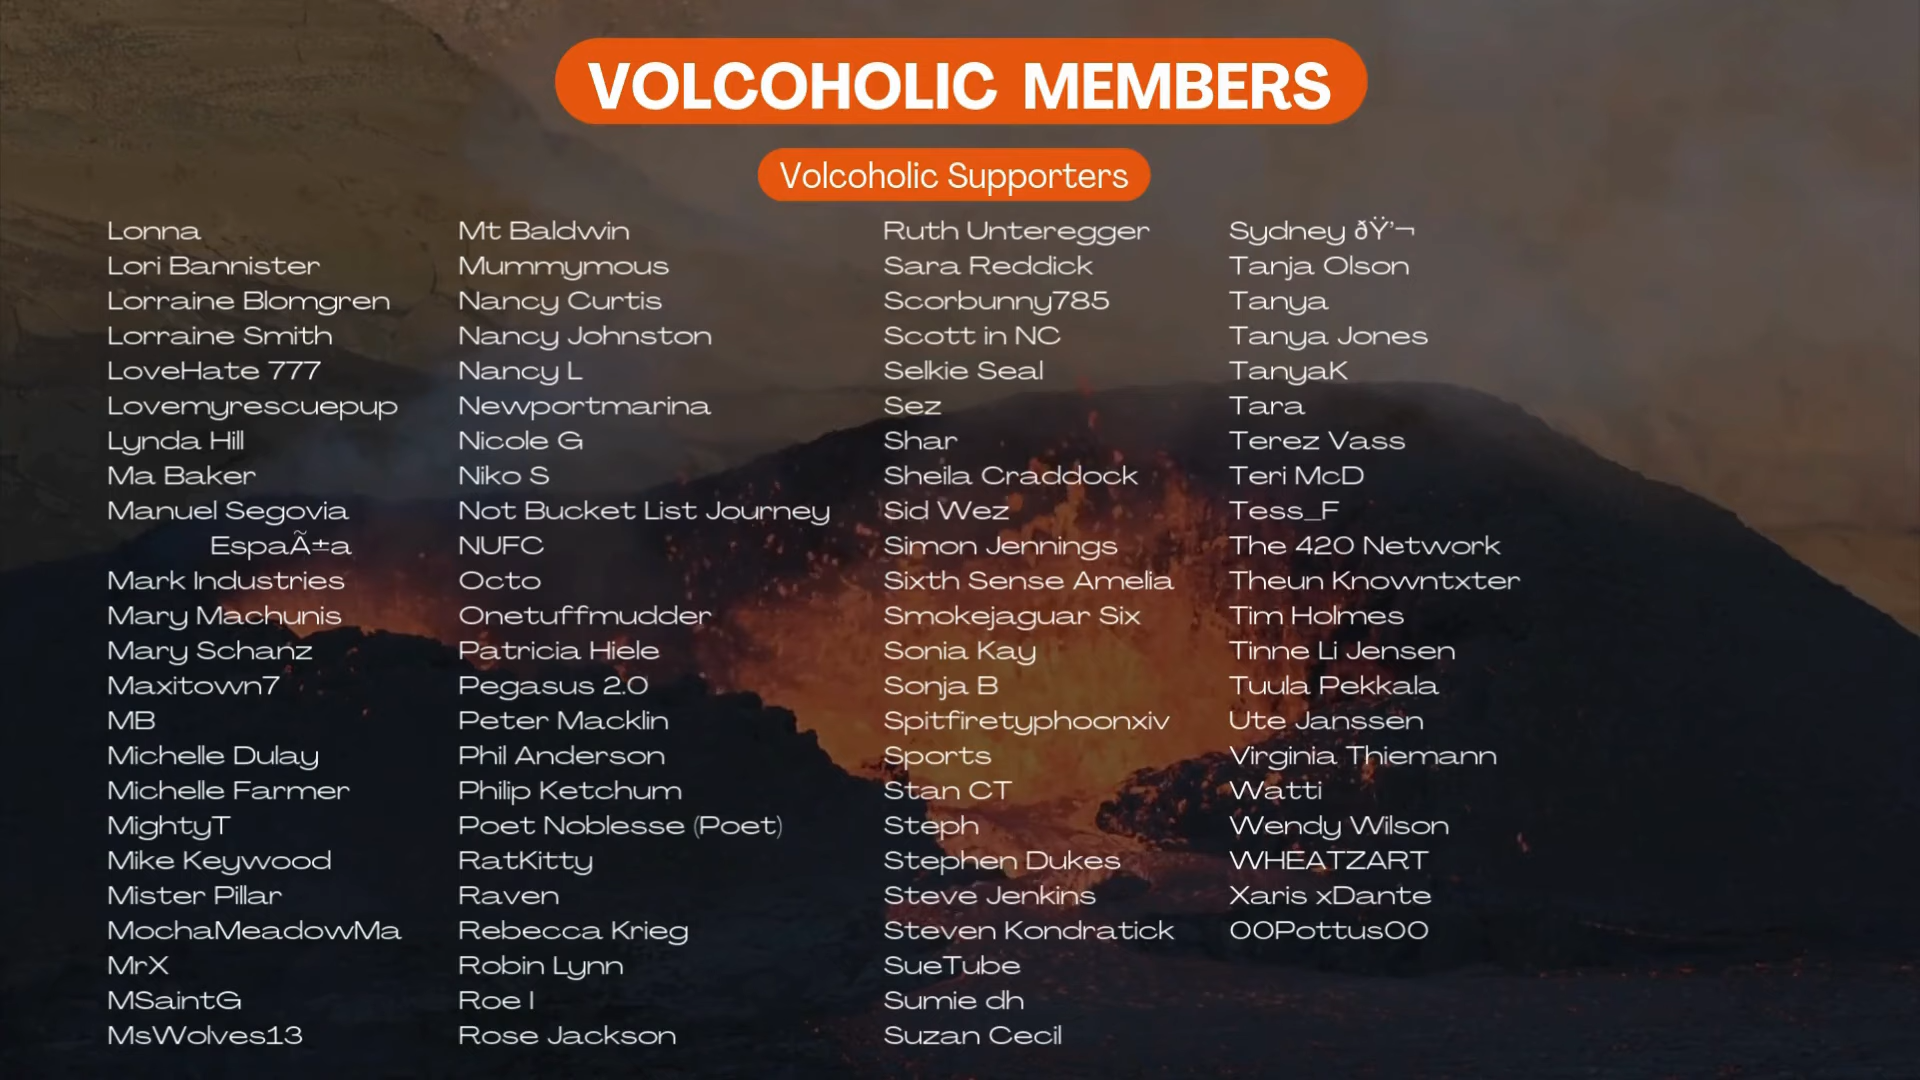 VOLCOHOLIC MEMBERS
Volcoholic Supporters
Lonna
Lori Bannister
Lorraine Blomgren
Lorraine Smith
LoveHate 777
Lovemyrescuepup
Lynda Hill
Ma Baker
Manuel Segovia
EspaÃ±a
Mark Industries
Mary Machunis
Mary Schanz
Maxitown7
MB
Michelle Dulay
Michelle Farmer
MightyT
Mike Keywood
Mister Pillar
MochaMeadowMa
MrX
MSaintG
MsWolves13
Mt Baldwin
Mummymous
Nancy Curtis
Nancy Johnston
Nancy L
Newportmarina
Nicole G
Niko S
Not Bucket List Journey
NUFC
Octo
Onetuffmudder
Patricia Hiele
Pegasus 2.0
Peter Macklin
Phil Anderson
Philip Ketchum
Poet Noblesse (Poet)
RatKitty
Raven
Rebecca Krieg
Robin Lynn
Roe I
Rose Jackson
Ruth Unteregger
Sara Reddick
Scorbunny785
Scott in NC
Selkie Seal
Sez
Shar
Sheila Craddock
Sid Wez
Simon Jennings
Sixth Sense Amelia
Smokejaguar Six
Sonia Kay
Sonja B
Spitfiretyphoonxiv
Sports
Stan CT
Steph
Stephen Dukes
Steve Jenkins
Steven Kondratick
SueTube
Sumie dh
Suzan Cecil
Sydney ðŸ’¬
Tanja Olson
Tanya
Tanya Jones
TanyaK
Tara
Terez Vass
Teri McD
Tess_F
The 420 Network
Theun Knowntxter
Tim Holmes
Tinne Li Jensen
Tuula Pekkala
Ute Janssen
Virginia Thiemann
Watti
Wendy Wilson
WHEATZART
Xaris xDante
00Pottus00